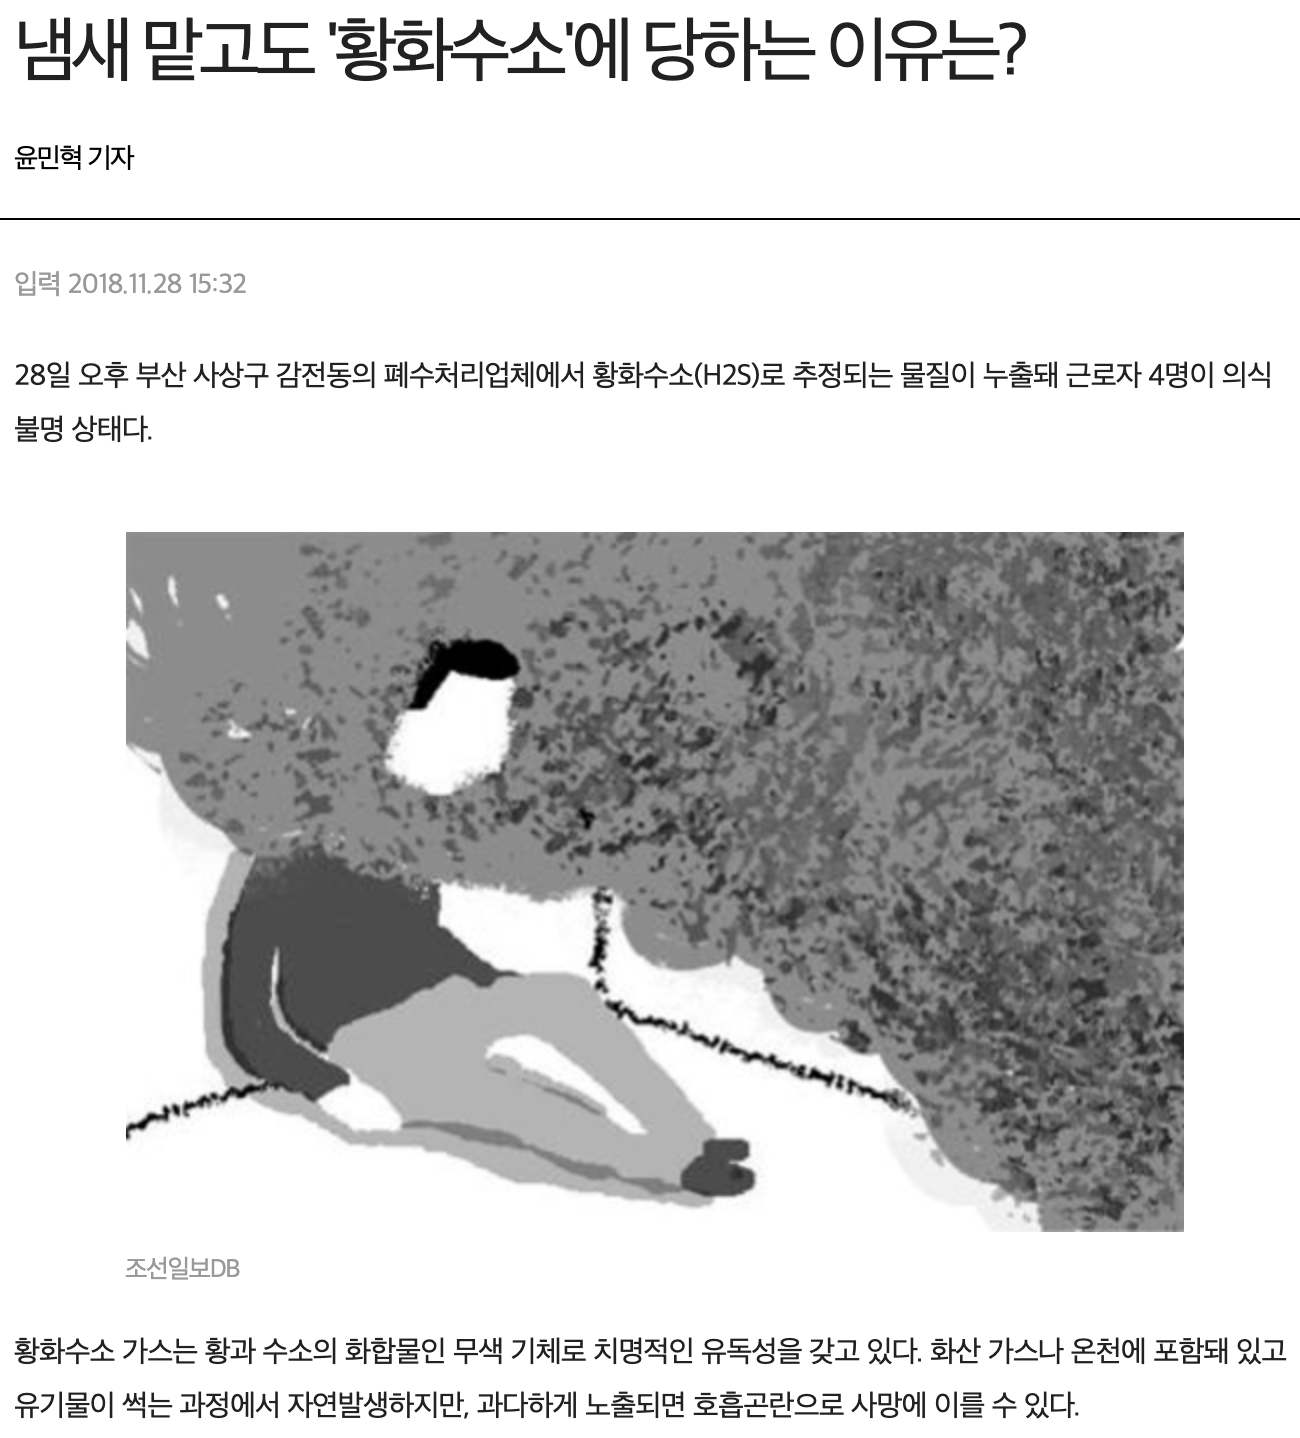 냄새 맡고도 '황화수소'에 당하는 이유는?
윤민혁 기자
입력 2018.11.28 15:32
28일 오후 부산 사상구 감전동의 폐수처리업체에서 황화수소(H2S)로 추정되는 물질이 누출돼 근로자 4명이 의식
불명 상태다.
조선일보DB
황화수소 가스는 황과 수소의 화합물인 무색 기체로 치명적인 유독성을 갖고 있다. 화산 가스나 온천에 포함돼 있고
유기물이 썩는 과정에서 자연발생하지만, 과다하게 노출되면 호흡곤란으로 사망에 이를 수 있다.